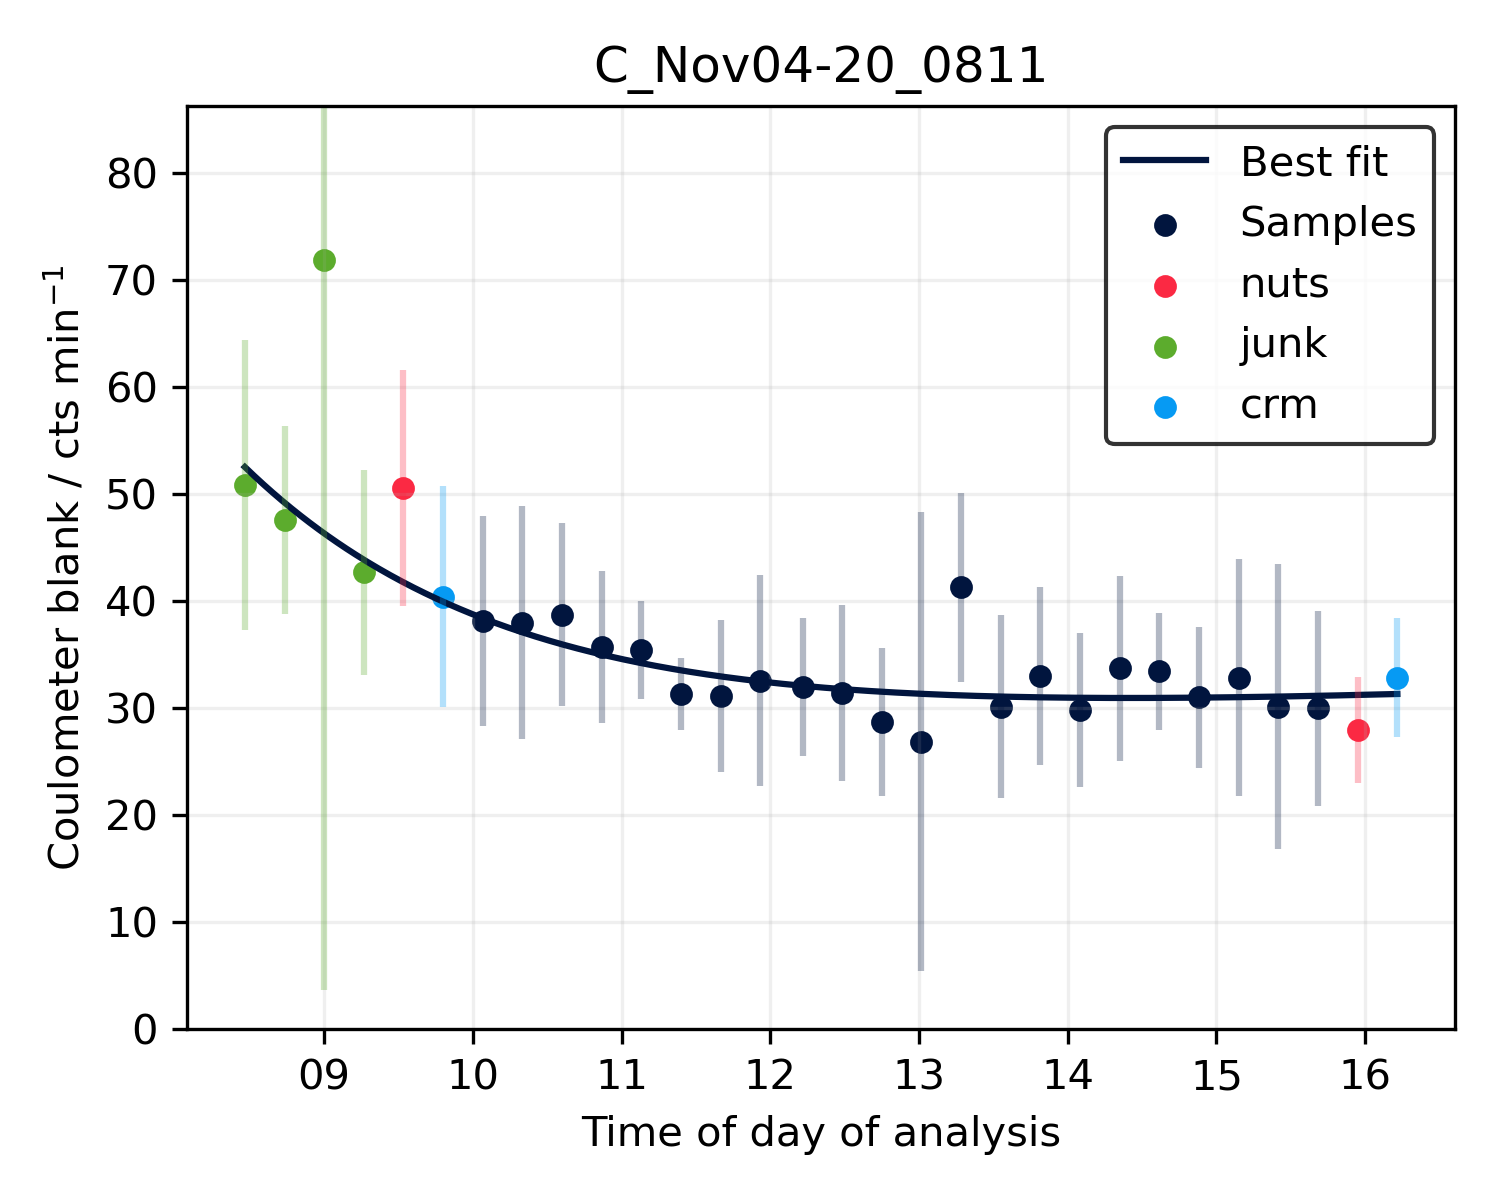 C_Nov04-20_0811
Coulometer blank / cts min⁻¹
80
70
60
50
40
30
20
10
0
Best fit
Samples
nuts
junk
crm
09 10 11 12 13 14 15 16
Time of day of analysis